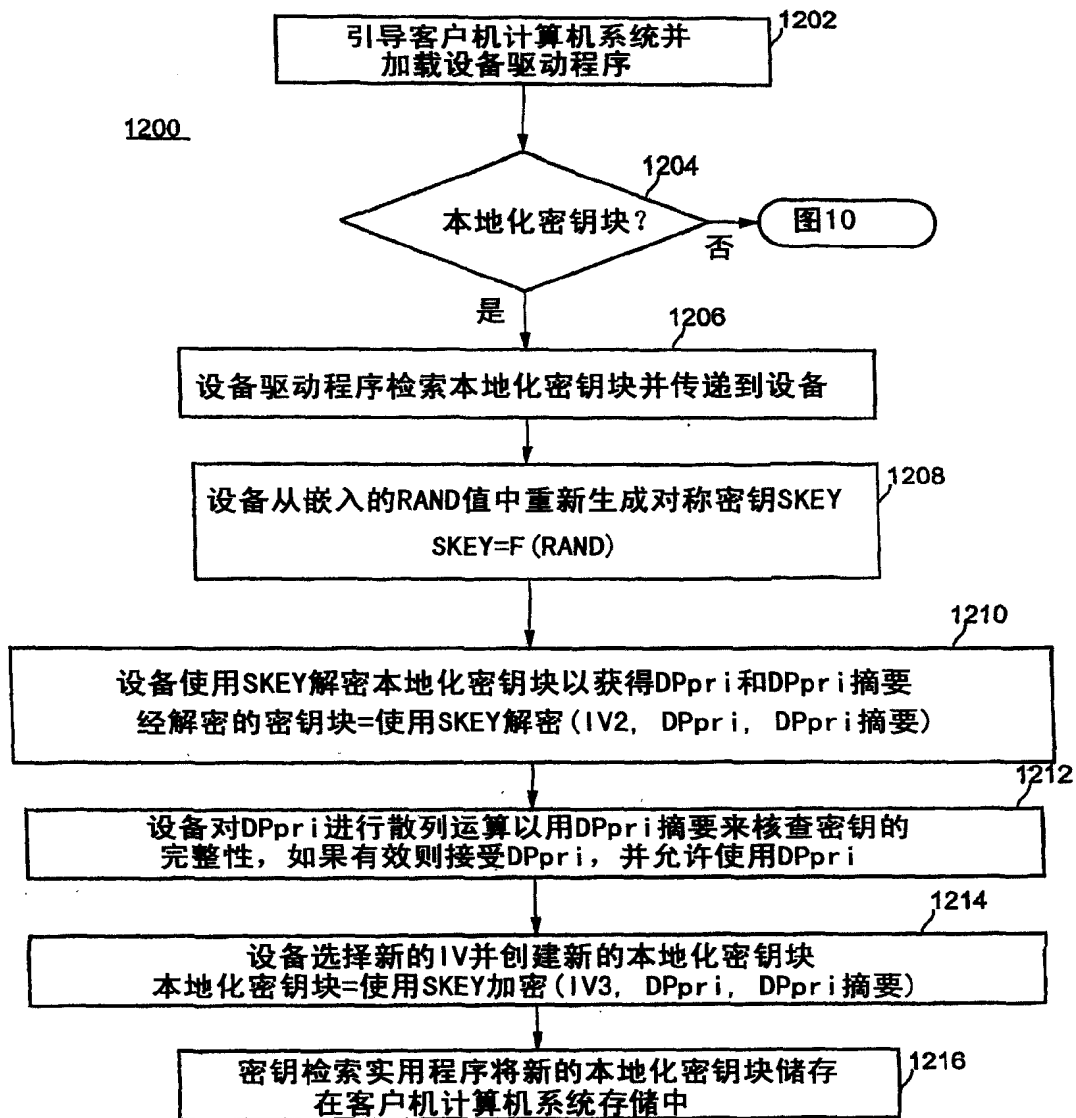 引导客户机计算机系统并
加载设备驱动程序
1202
1200
1204
本地化密钥块?
否
图10
是
1206
设备驱动程序检索本地化密钥块并传递到设备
1208
设备从嵌入的RAND值中重新生成对称密钥SKEY
SKEY=F(RAND)
1210
设备使用SKEY解密本地化密钥块以获得DPpri和DPpri摘要
经解密的密钥块=使用SKEY解密(IV2, DPpri, DPpri摘要)
1212
设备对DPpri进行散列运算以用DPpri摘要来核查密钥的
完整性，如果有效则接受DPpri，并允许使用DPpri
1214
设备选择新的IV并创建新的本地化密钥块
本地化密钥块=使用SKEY加密(IV3, DPpri, DPpri摘要)
密钥检索实用程序将新的本地化密钥块储存
在客户机计算机系统存储中
1216